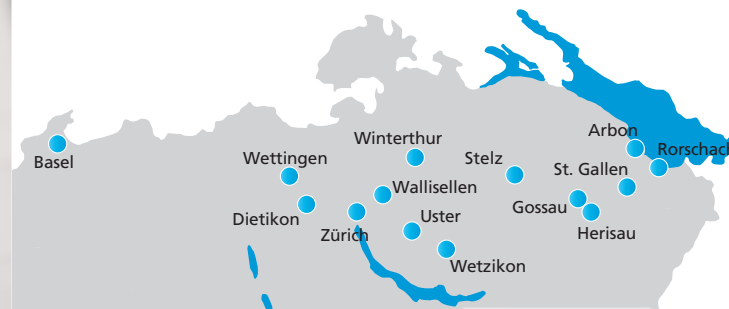 Arbon
Winterthur
Rorschach
Basel
Wettingen
Stelz
St. Gallen
Wallisellen
Dietikon
Uster
Gossau
Zürich
Herisau
Wetzikon